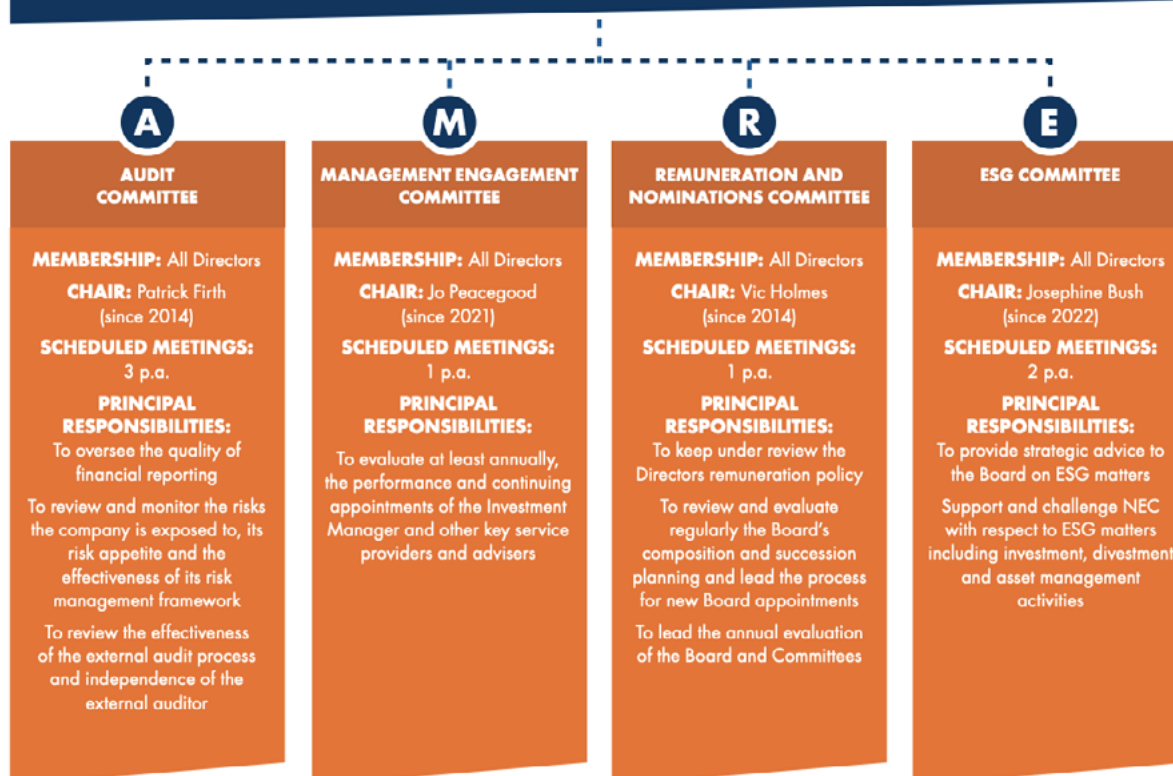 A
AUDIT
COMMITTEE
MEMBERSHIP: All Directors
CHAIR: Patrick Firth
(since 2014)
SCHEDULED MEETINGS:
3 p.a.
PRINCIPAL
RESPONSIBILITIES:
To oversee the quality of
financial reporting
To review and monitor the risks
the company is exposed to, its
risk appetite and the
effectiveness of its risk
management framework
To review the effectiveness
of the external audit process
and independence of the
external auditor
M
MANAGEMENT ENGAGEMENT
COMMITTEE
MEMBERSHIP: All Directors
CHAIR: Jo Peacegood
(since 2021)
SCHEDULED MEETINGS:
1 p.a.
PRINCIPAL
RESPONSIBILITIES:
To evaluate at least annually,
the performance and continuing
appointments of the Investment
Manager and other key service
providers and advisers
R
REMUNERATION AND
NOMINATIONS COMMITTEE
MEMBERSHIP: All Directors
CHAIR: Vic Holmes
(since 2014)
SCHEDULED MEETINGS:
1 p.a.
PRINCIPAL
RESPONSIBILITIES:
To keep under review the
Directors remuneration policy
To review and evaluate
regularly the Board's
composition and succession
planning and lead the process
for new Board appointments
To lead the annual evaluation
of the Board and Committees
E
ESG COMMITTEE
MEMBERSHIP: All Directors
CHAIR: Josephine Bush
(since 2022)
SCHEDULED MEETINGS:
2 p.a.
PRINCIPAL
RESPONSIBILITIES:
To provide strategic advice to
the Board on ESG matters
Support and challenge NEC
with respect to ESG matters
including investment, divestment
and asset management
activities